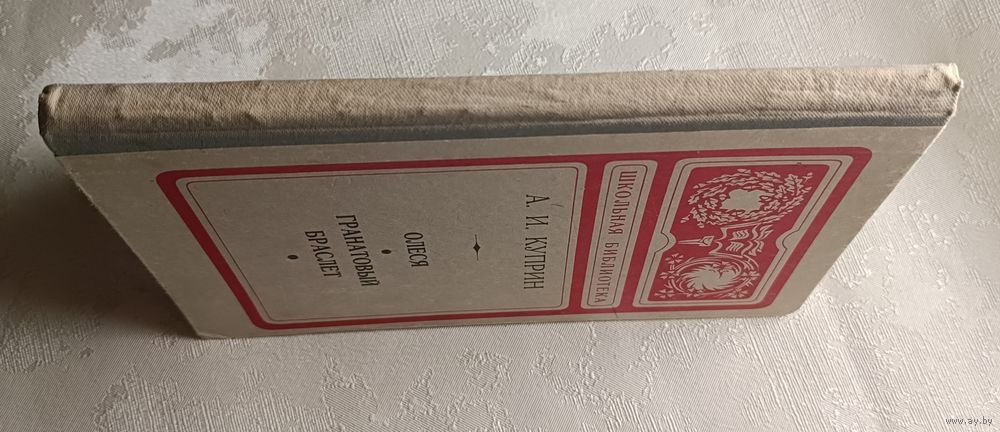 ШКОЛЬНАЯ БИБЛИОТЕКА
А. И. КУПРИН
ОЛЕСЯ
ГРАНАТОВЫЙ
БРАСЛЕТ
www.ay.by